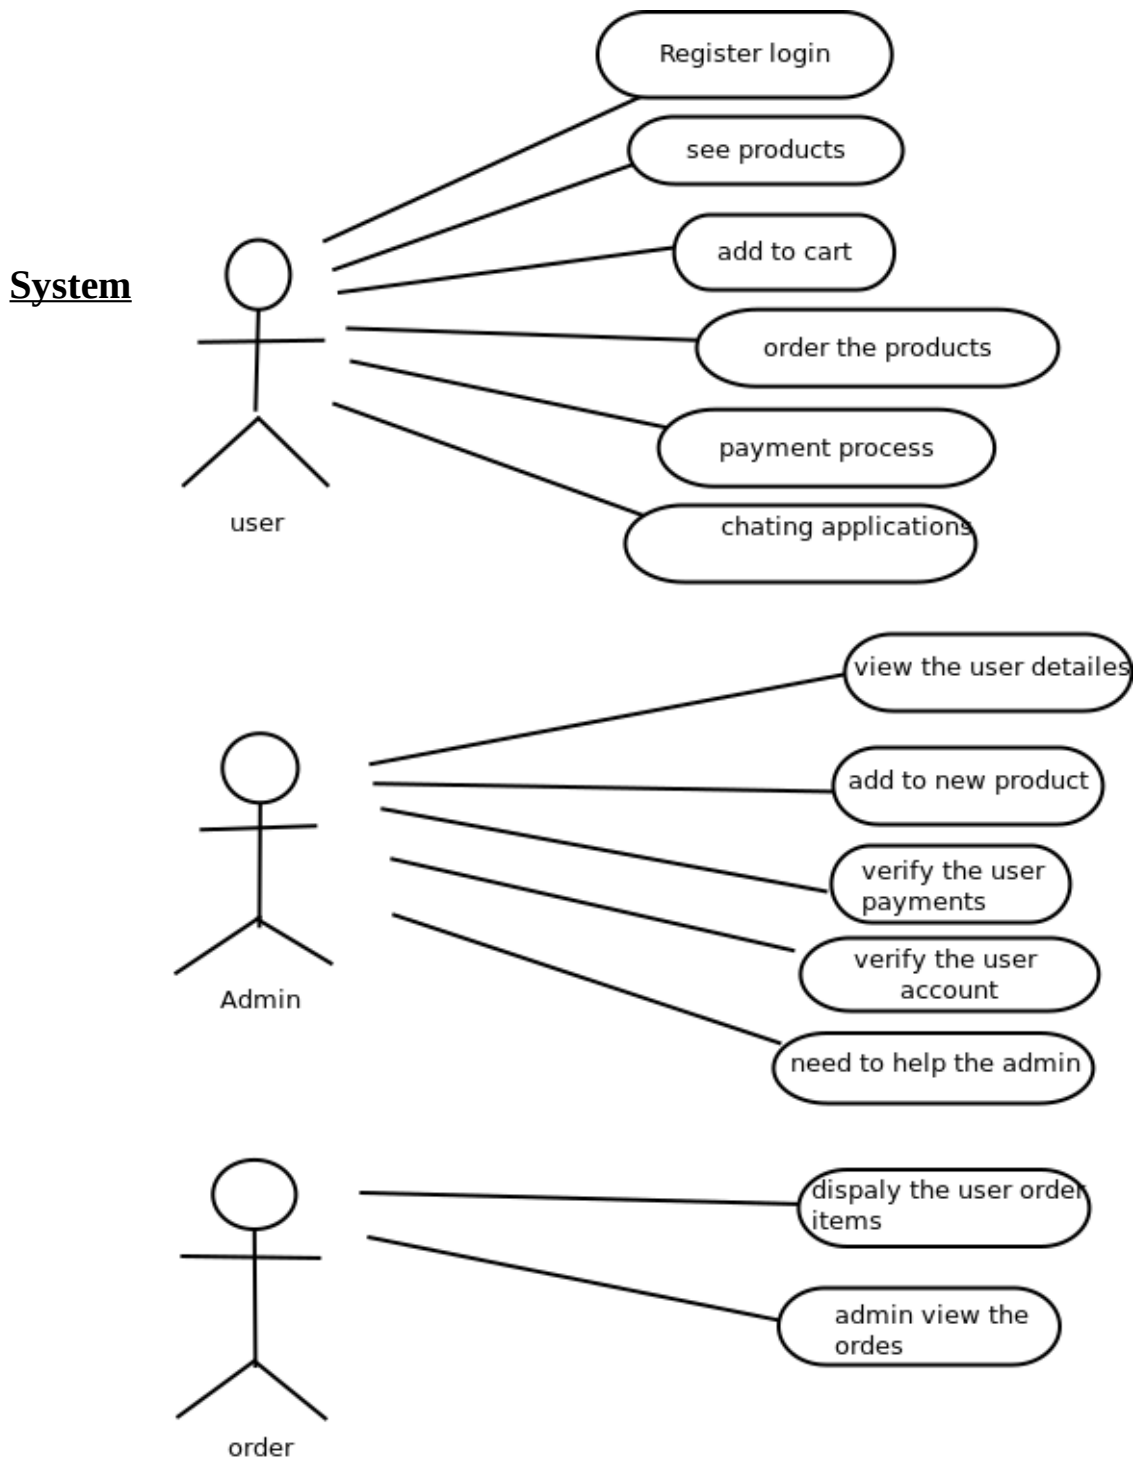 Register login
see products
add to cart
System
order the products
payment process
user
chating applications
view the user detailes
add to new product
verify the user
payments
verify the user
account
Admin
need to help the admin
dispaly the user order
items
admin view the
ordes
order